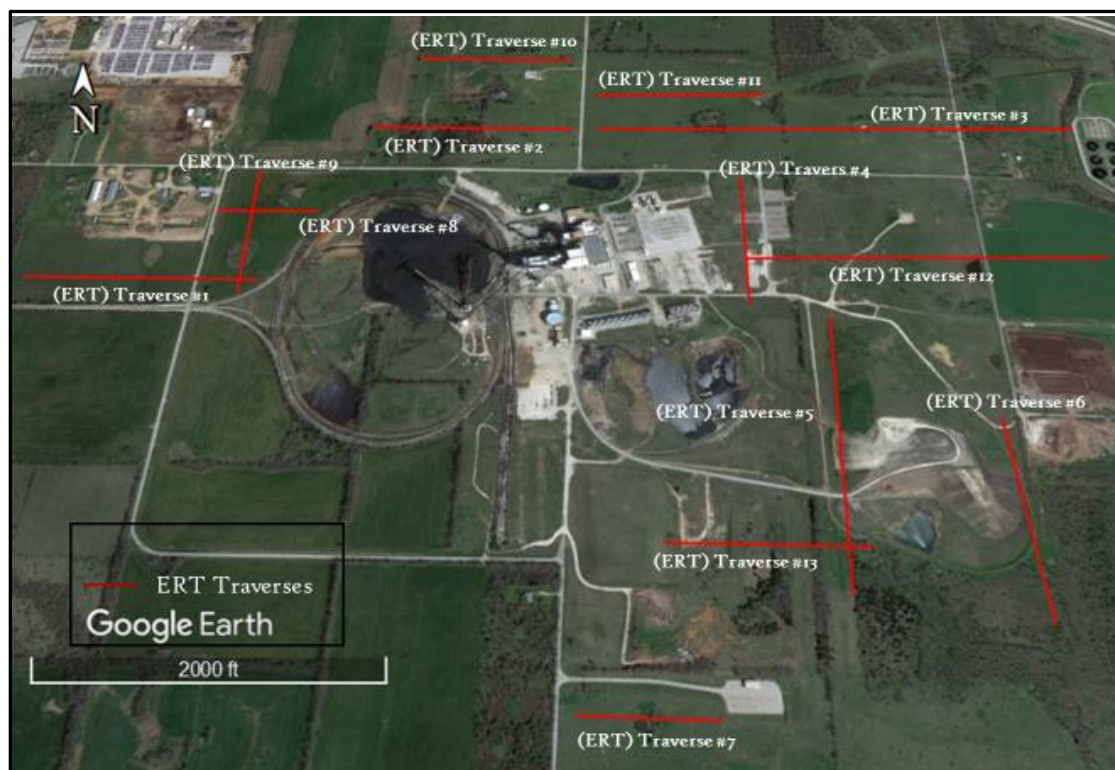 (ERT) Traverse #10
(ERT) Traverse #11
N
(ERT) Traverse #3
(ERT) Traverse #2
(ERT) Traverse #9
(ERT) Travers #4
(ERT) Traverse #8
(ERT) Traverse #12
(ERT) Traverse #1
(ERT) Traverse #6
(ERT) Traverse #5
(ERT) Traverse #13
ERT Traverses
Google Earth
2000 ft
(ERT) Traverse #7